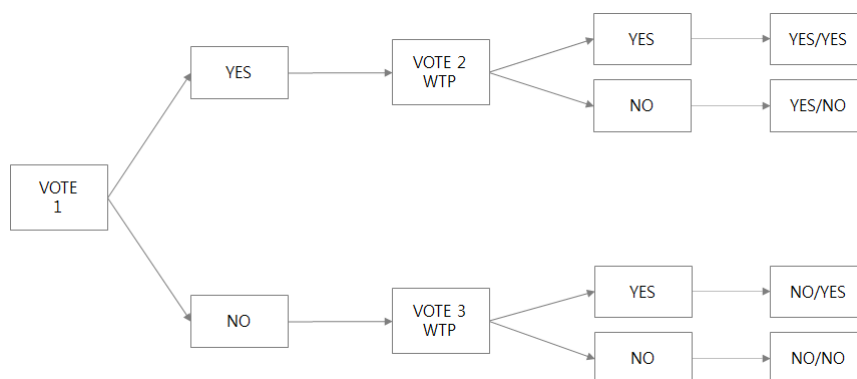 YES
YES/YES
YES
VOTE 2
WTP
NO
YES/NO
VOTE
1
YES
NO/YES
NO
VOTE 3
WTP
NO
NO/NO